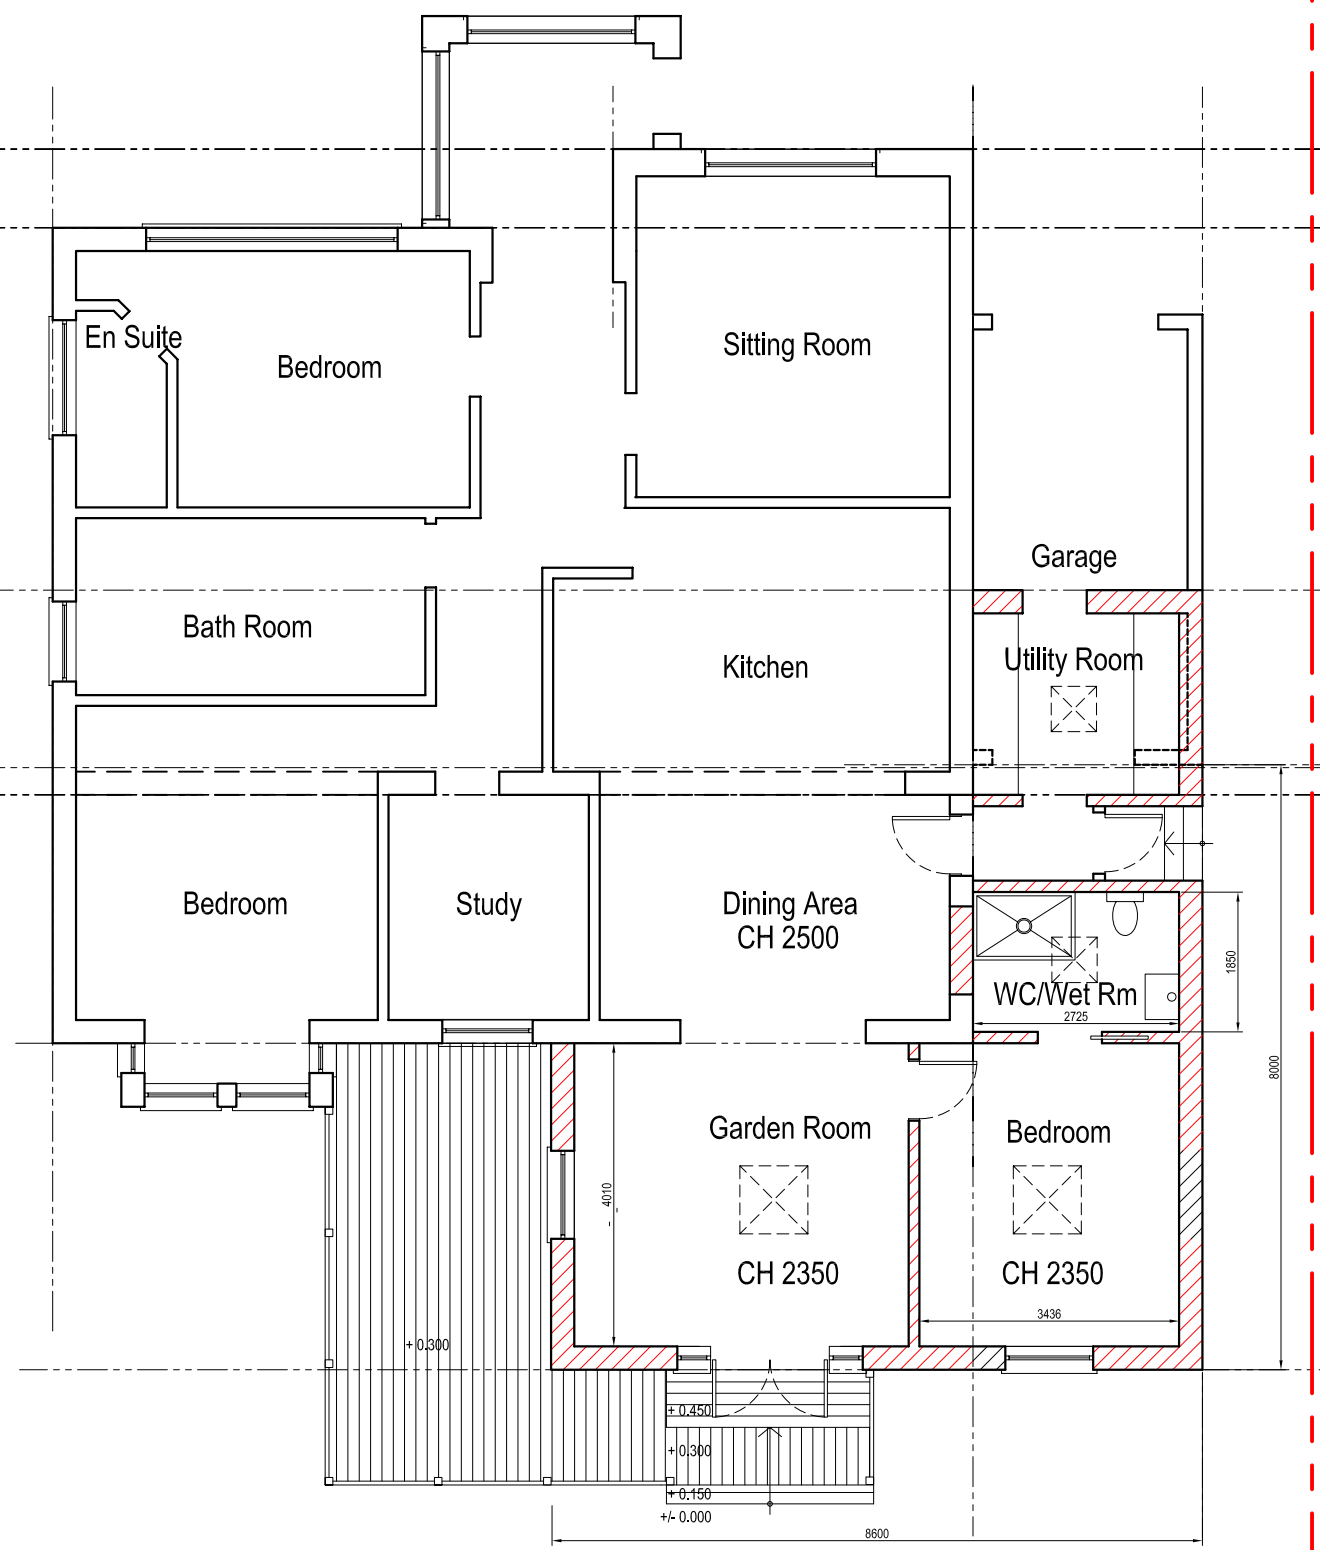 En Suite
Bedroom
Sitting Room
Garage
Bath Room
Kitchen
Utility Room
Bedroom
Study
Dining Area
CH 2500
WC/Wet Rm
2725
1850
8000
Garden Room
Bedroom
4010
CH 2350
CH 2350
3436
+ 0.300
+ 0.450
+ 0.300
+ 0.150
+/- 0.000
8600